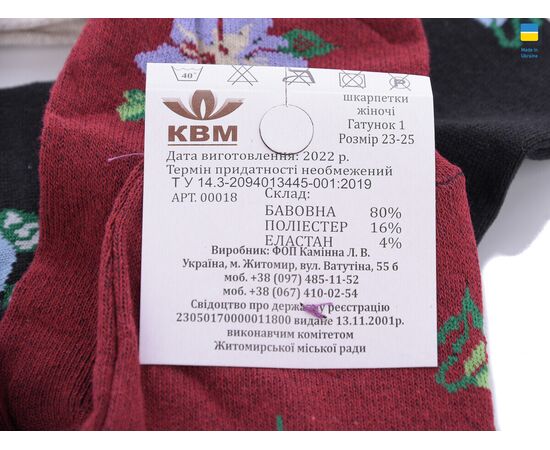 Made in
Ukraine
40°
P
КВМ
шкарпетки
жіночі
Гатунок 1
Розмір 23-25
Дата виготовлення: 2022 р.
Термін придатності необмежений
Т У 14.3-2094013445-001:2019
АРТ. 00018
Склад:
БАВОВНА 80%
ПОЛІЕСТЕР 16%
ЕЛАСТАН 4%
Виробник: ФОП Камінна Л. В.
Україна, м. Житомир, вул. Ватутіна, 55 б
моб. +38 (097) 485-11-52
моб. +38 (067) 410-02-54
Свідоцтво про державну реєстрацію
23050170000011800 видане 13.11.2001р.
виконавчим комітетом
Житомирської міської ради